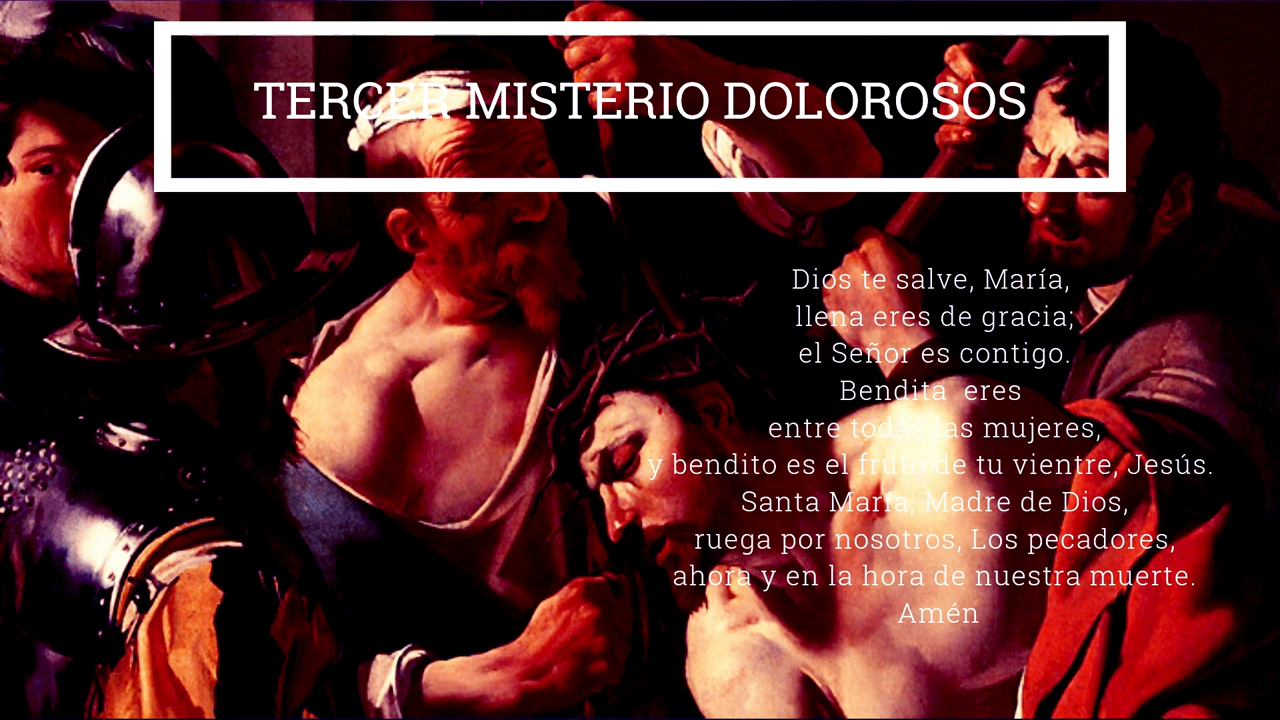 TERCER MISTERIO DOLOROSOS
Dios te salve, María,
llena eres de gracia;
el Señor es contigo.
Bendita eres
entre todas las mujeres,
y bendito es el fruto de tu vientre, Jesús.
Santa María, Madre de Dios,
ruega por nosotros, Los pecadores,
ahora y en la hora de nuestra muerte.
Amén